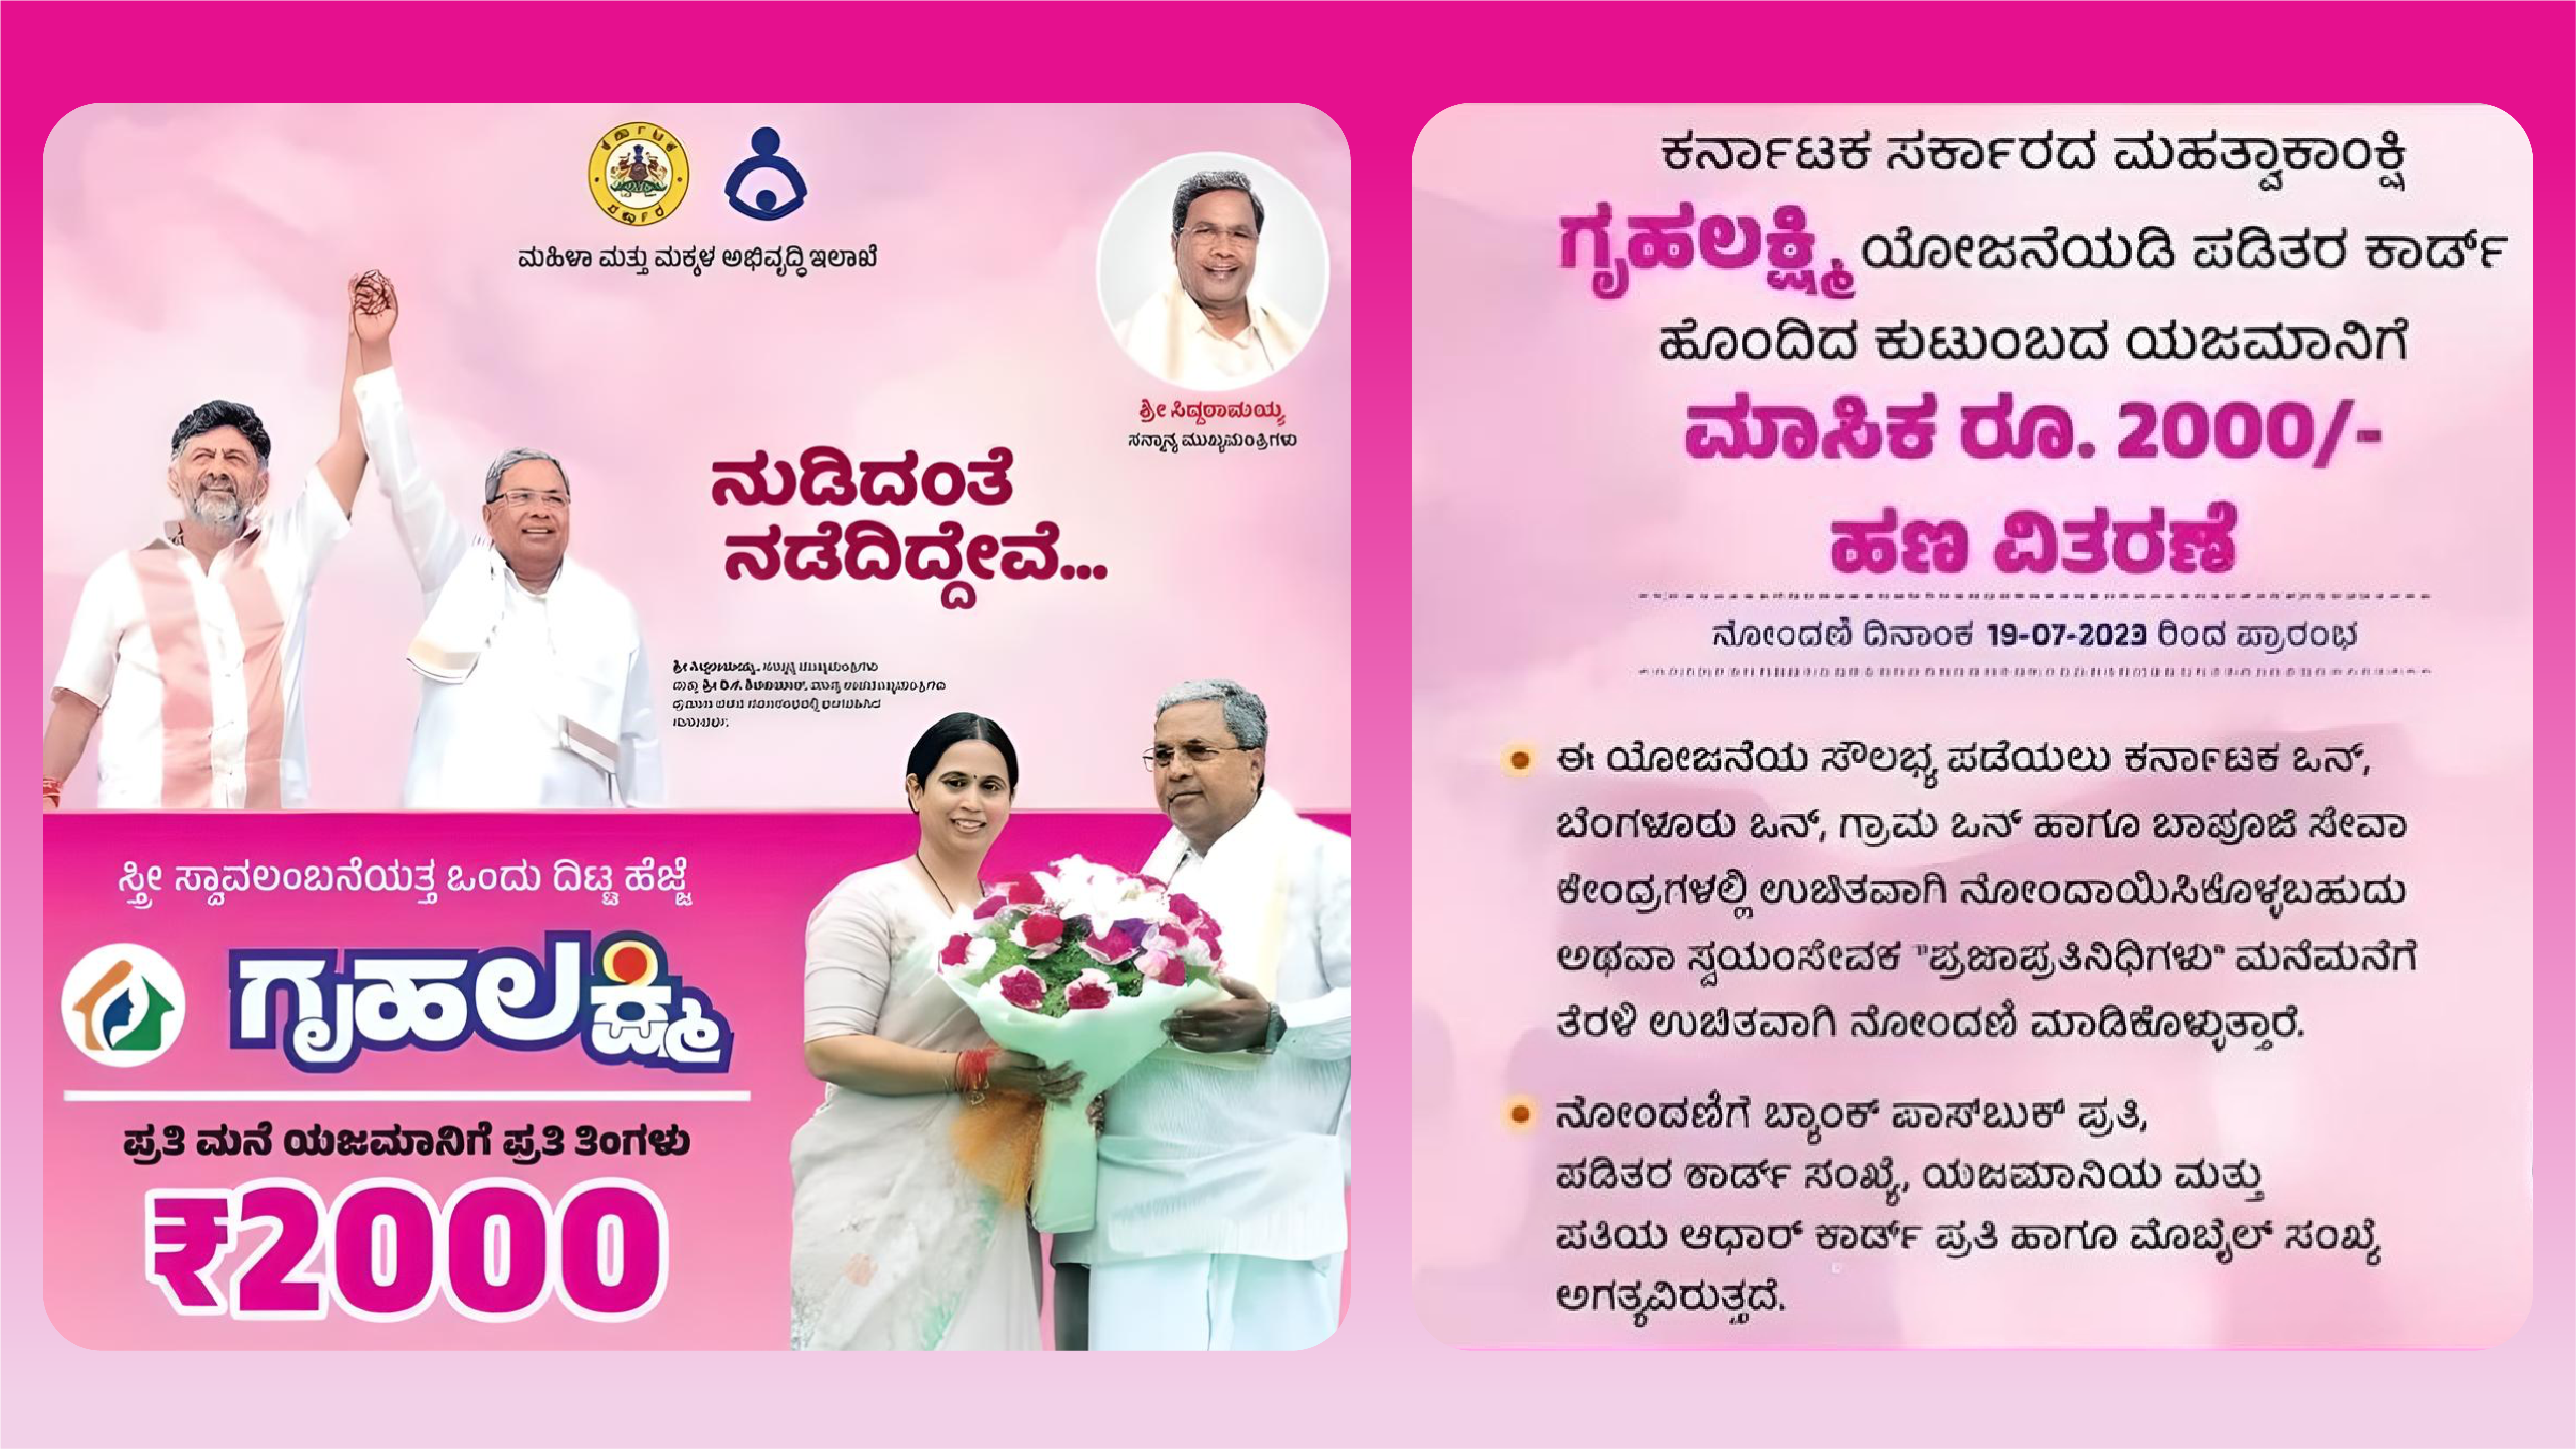 ಕರ್ನಾಟಕ ಸರ್ಕಾರ
ಮಹಿಳಾ ಮತ್ತು ಮಕ್ಕಳ ಅಭಿವೃದ್ಧಿ ಇಲಾಖೆ
ಶ್ರೀ ಸಿದ್ದರಾಮಯ್ಯ
ಸನ್ಮಾನ್ಯ ಮುಖ್ಯಮಂತ್ರಿಗಳು
ನುಡಿದಂತೆ
ನಡೆದಿದ್ದೇವೆ...
ಸ್ತ್ರೀ ಸ್ವಾವಲಂಬನೆಯತ್ತ ಒಂದು ದಿಟ್ಟ ಹೆಜ್ಜೆ
ಗೃಹಲಕ್ಷ್ಮಿ
ಪ್ರತಿ ಮನೆ ಯಜಮಾನಿಗೆ ಪ್ರತಿ ತಿಂಗಳು
₹2000
ಕರ್ನಾಟಕ ಸರ್ಕಾರದ ಮಹತ್ವಾಕಾಂಕ್ಷಿ
ಗೃಹಲಕ್ಷ್ಮಿ ಯೋಜನೆಯಡಿ ಪಡಿತರ ಕಾರ್ಡ್
ಹೊಂದಿದ ಕುಟುಂಬದ ಯಜಮಾನಿಗೆ
ಮಾಸಿಕ ರೂ. 2000/-
ಹಣ ವಿತರಣೆ
ನೋಂದಣಿ ದಿನಾಂಕ 19-07-2023 ರಿಂದ ಪ್ರಾರಂಭ
ಈ ಯೋಜನೆಯ ಸೌಲಭ್ಯ ಪಡೆಯಲು ಕರ್ನಾಟಕ ಒನ್,
ಬೆಂಗಳೂರು ಒನ್, ಗ್ರಾಮ ಒನ್ ಹಾಗೂ ಬಾಪೂಜಿ ಸೇವಾ
ಕೇಂದ್ರಗಳಲ್ಲಿ ಉಚಿತವಾಗಿ ನೋಂದಾಯಿಸಿಕೊಳ್ಳಬಹುದು
ಅಥವಾ ಸ್ವಯಂಸೇವಕ "ಪ್ರಜಾಪ್ರತಿನಿಧಿಗಳು" ಮನೆಮನೆಗೆ
ತೆರಳಿ ಉಚಿತವಾಗಿ ನೋಂದಣಿ ಮಾಡಿಕೊಳ್ಳುತ್ತಾರೆ.
ನೋಂದಣಿಗೆ ಬ್ಯಾಂಕ್ ಪಾಸ್‌ಬುಕ್ ಪ್ರತಿ,
ಪಡಿತರ ಕಾರ್ಡ್ ಸಂಖ್ಯೆ, ಯಜಮಾನಿಯ ಮತ್ತು
ಪತಿಯ ಆಧಾರ್ ಕಾರ್ಡ್ ಪ್ರತಿ ಹಾಗೂ ಮೊಬೈಲ್ ಸಂಖ್ಯೆ
ಅಗತ್ಯವಿರುತ್ತದೆ.